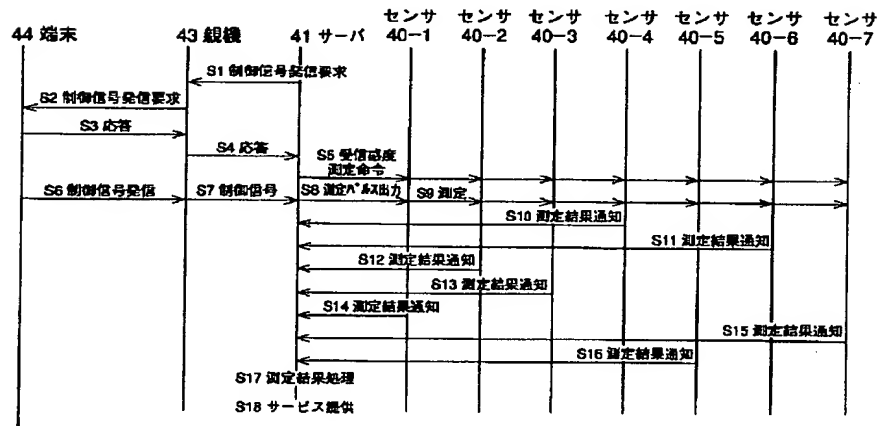 44 端末
43 親機
41 サーバ
センサ
40-1
センサ
40-2
センサ
40-3
センサ
40-4
センサ
40-5
センサ
40-6
センサ
40-7
S1 制御信号発信要求
S2 制御信号発信要求
S3 応答
S4 応答
S5 受信感度
測定命令
S6 制御信号発信
S7 制御信号
S8 測定パルス出力
S9 測定
S10 測定結果通知
S11 測定結果通知
S12 測定結果通知
S13 測定結果通知
S14 測定結果通知
S15 測定結果通知
S16 測定結果通知
S17 測定結果処理
S18 サービス提供